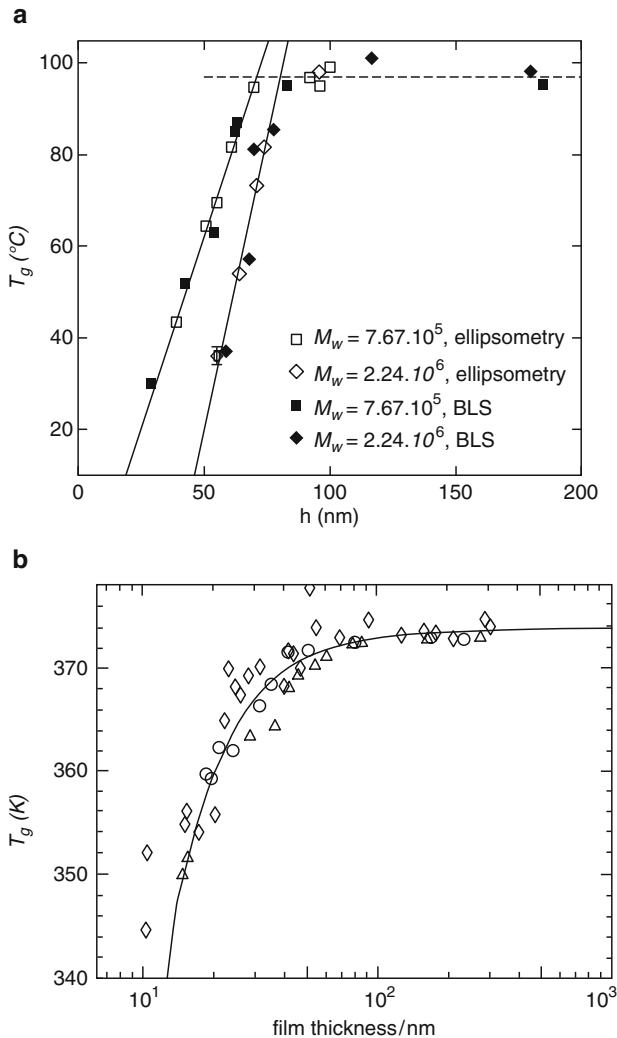 a
100
80
60
40
20
T_g (°C)
□ M_w = 7.67.10^5, ellipsometry
◇ M_w = 2.24.10^6, ellipsometry
■ M_w = 7.67.10^5, BLS
◆ M_w = 2.24.10^6, BLS
0 50 100 150 200
h (nm)
b
370
360
350
340
T_g (K)
10^1 10^2 10^3
film thickness/nm